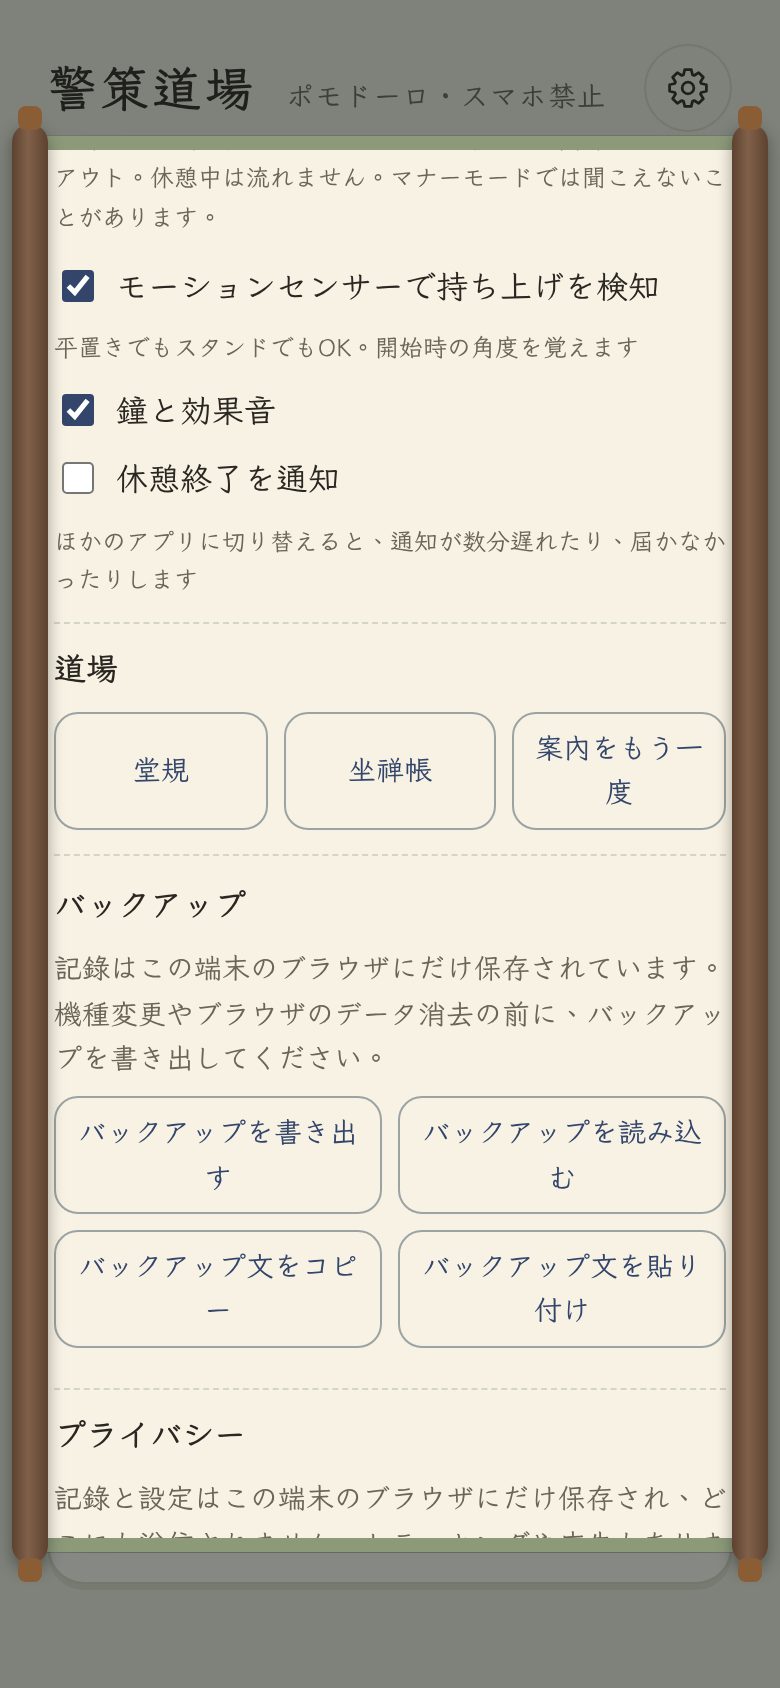 警策道場 ポモドーロ・スマホ禁止
アウト。休憩中は流れません。マナーモードでは聞こえないこ
とがあります。
モーションセンサーで持ち上げを検知
平置きでもスタンドでもOK。開始時の角度を覚えます
鐘と効果音
休憩終了を通知
ほかのアプリに切り替えると、通知が数分遅れたり、届かなか
ったりします
道場
堂規
坐禅帳
案内をもう一
度
バックアップ
記録はこの端末のブラウザにだけ保存されています。
機種変更やブラウザのデータ消去の前に、バックアッ
プを書き出してください。
バックアップを書き出
す
バックアップを読み込
む
バックアップ文をコピ
ー
バックアップ文を貼り
付け
プライバシー
記録と設定はこの端末のブラウザにだけ保存され、ど